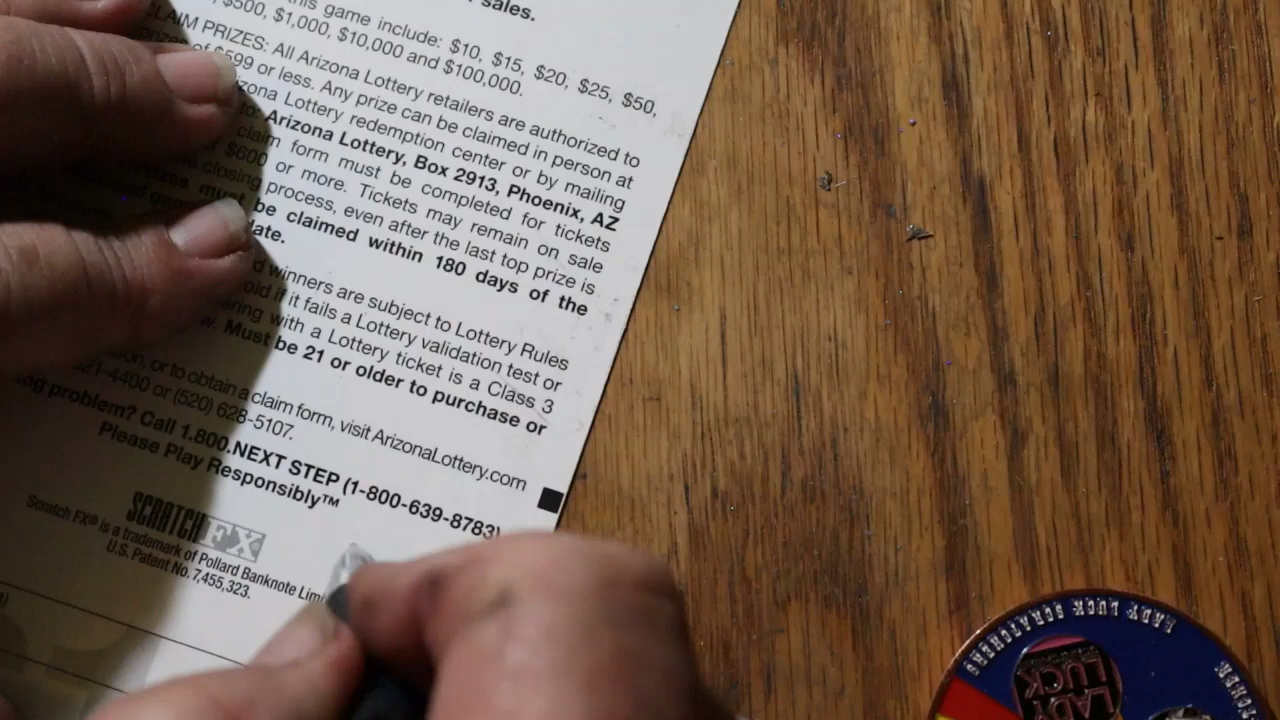 sales.
this game include: $10, $15, $20, $25, $50,
$500, $1,000, $10,000 and $100.000.
CLAIM PRIZES: All Arizona Lottery retailers are authorized to
of $599 or less. Any prize can be claimed in person at
Lottery redemption center or by mailing
to: Arizona Lottery, Box 2913, Phoenix, AZ
claim form must be completed for tickets
$600 or more. Tickets may remain on sale
closing process, even after the last top prize is
be claimed within 180 days of the
winners are subject to Lottery Rules
if it fails a Lottery validation test or
with a Lottery ticket is a Class 3
Must be 21 or older to purchase or
or to obtain a claim form, visit ArizonaLottery.com
21-4400 or (520) 628-5107.
problem? Call 1.800.NEXT STEP (1-800-639-8783)
Please Play Responsibly™
SCRATCH FX
Scratch FX® is a trademark of Pollard Banknote
U.S. Patent No. 7,455,323.
LADY LUCK SCRATCHERS
LADY
LUCK